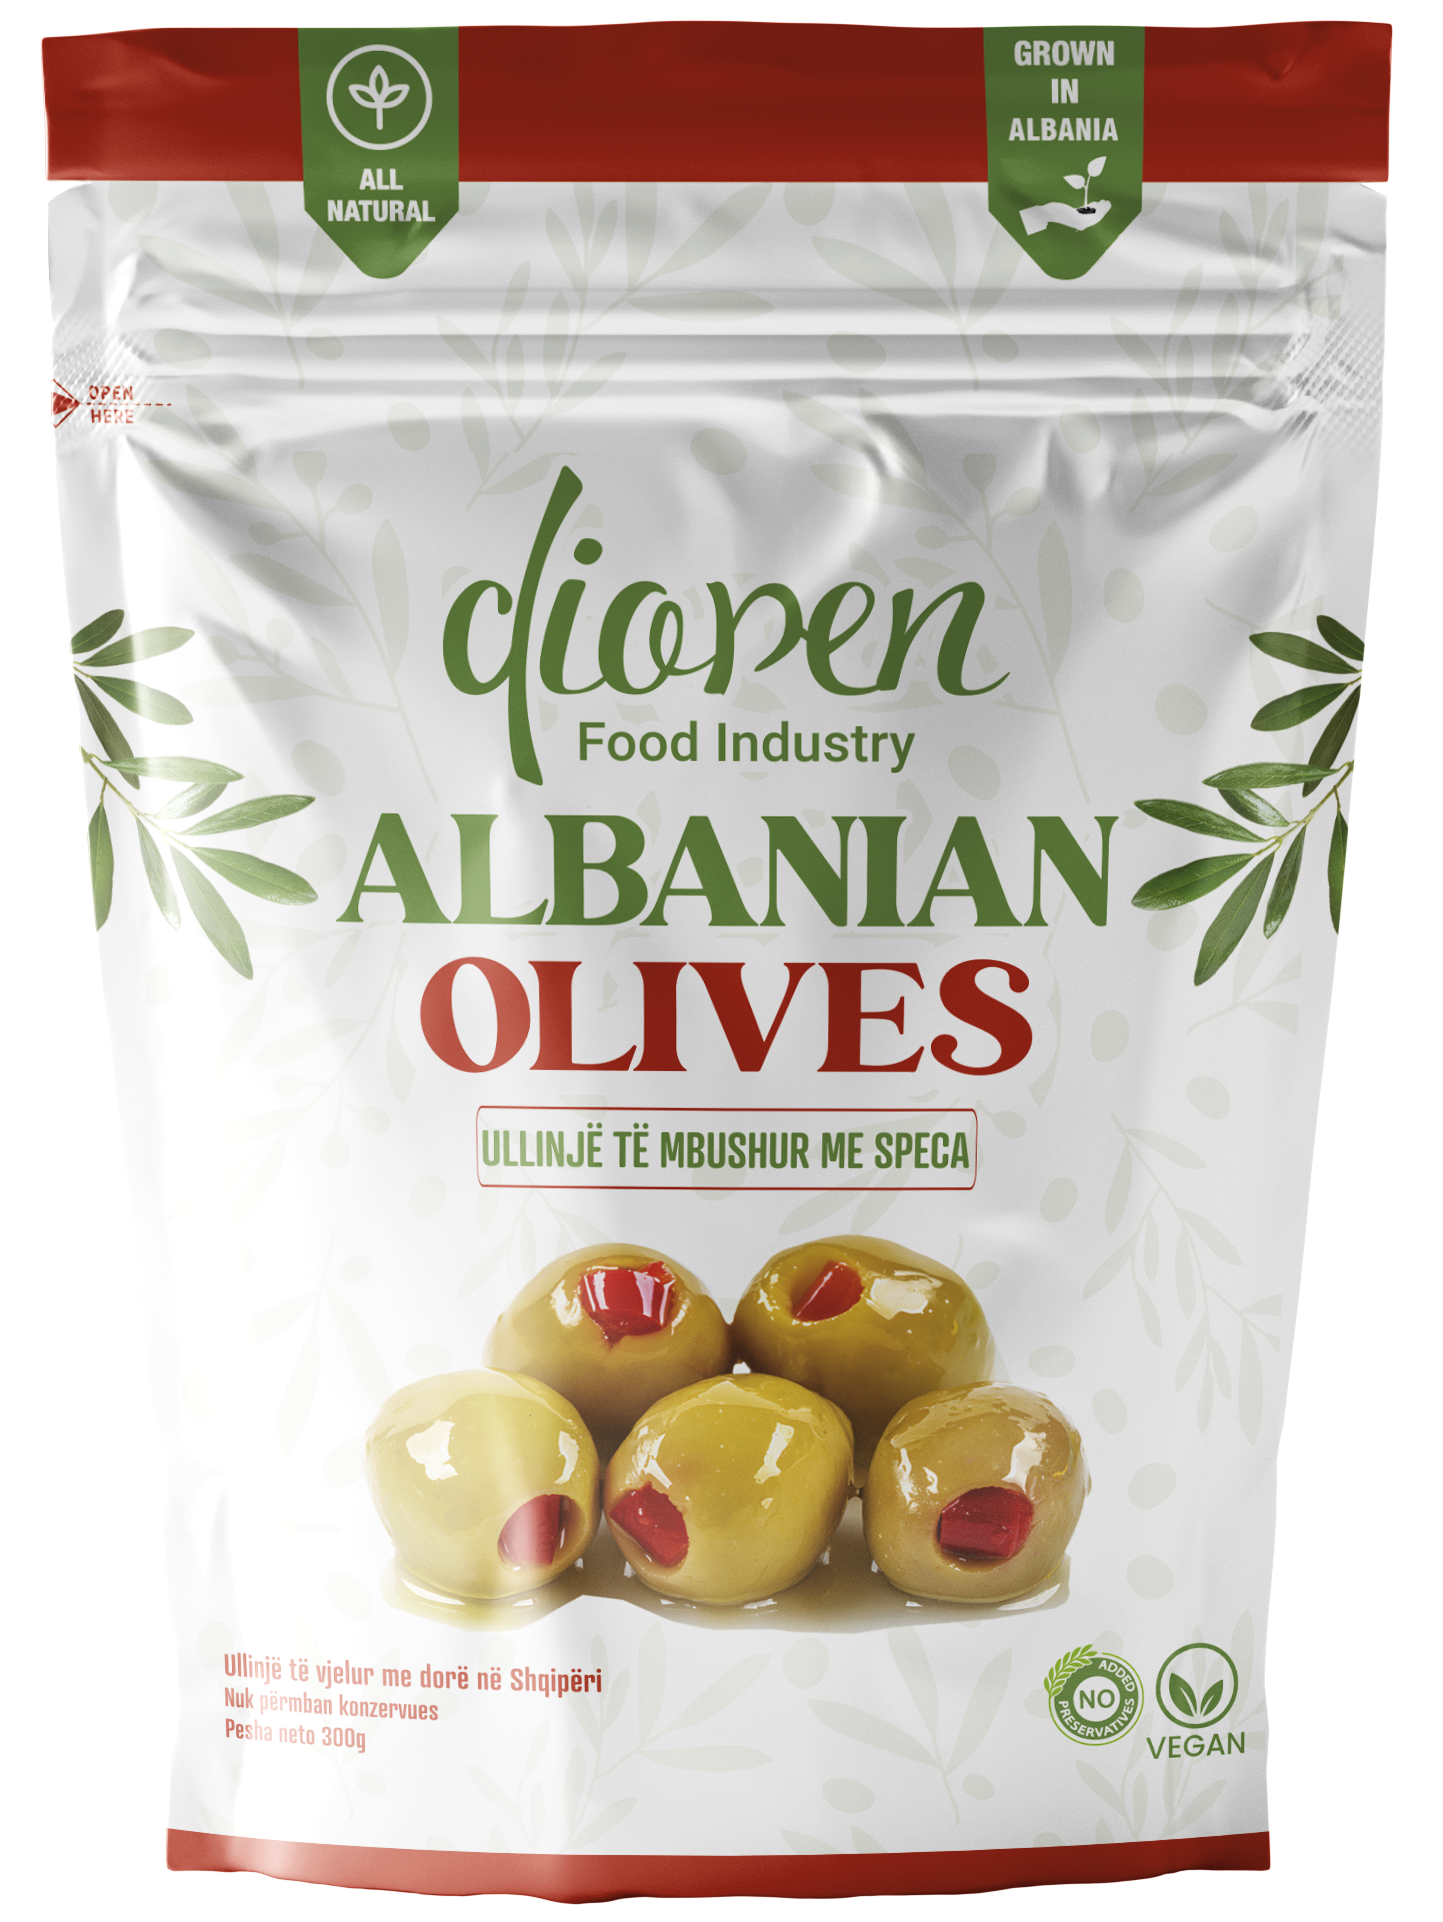 ALL
NATURAL
GROWN
IN
ALBANIA
OPEN
HERE
diopen
Food Industry
ALBANIAN
OLIVES
ULLINJË TË MBUSHUR ME SPECA
Ullinjë të vjelur me dorë në Shqipëri
Nuk përmban konzervues
Pesha neto 300g
ADDED
NO
PRESERVATIVES
VEGAN